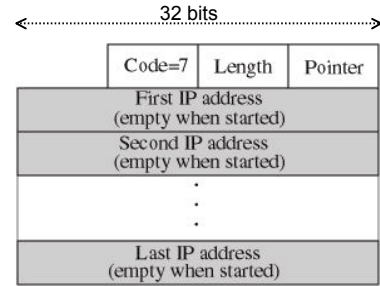 32 bits
Code=7 Length Pointer
First IP address
(empty when started)
Second IP address
(empty when started)
Last IP address
(empty when started)